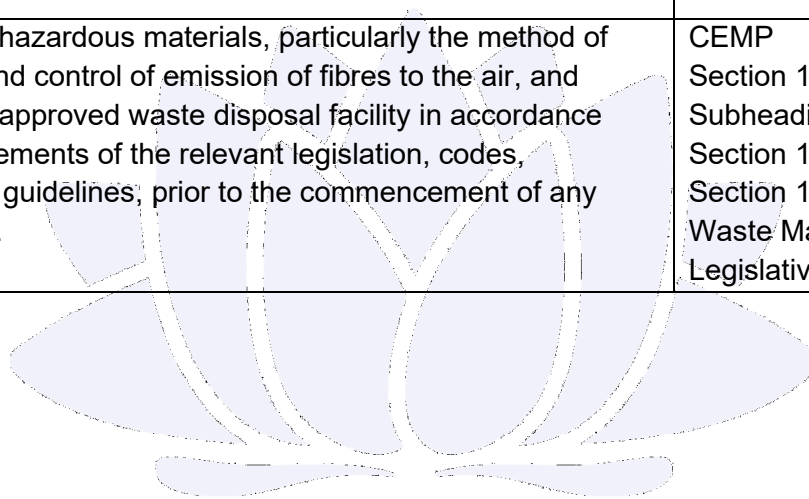 hazardous materials, particularly the method of
nd control of emission of fibres to the air, and
approved waste disposal facility in accordance
ements of the relevant legislation, codes,
guidelines, prior to the commencement of any
.
CEMP
Section 1
Subheadi
Section 1
Section 1
Waste Ma
Legislativ